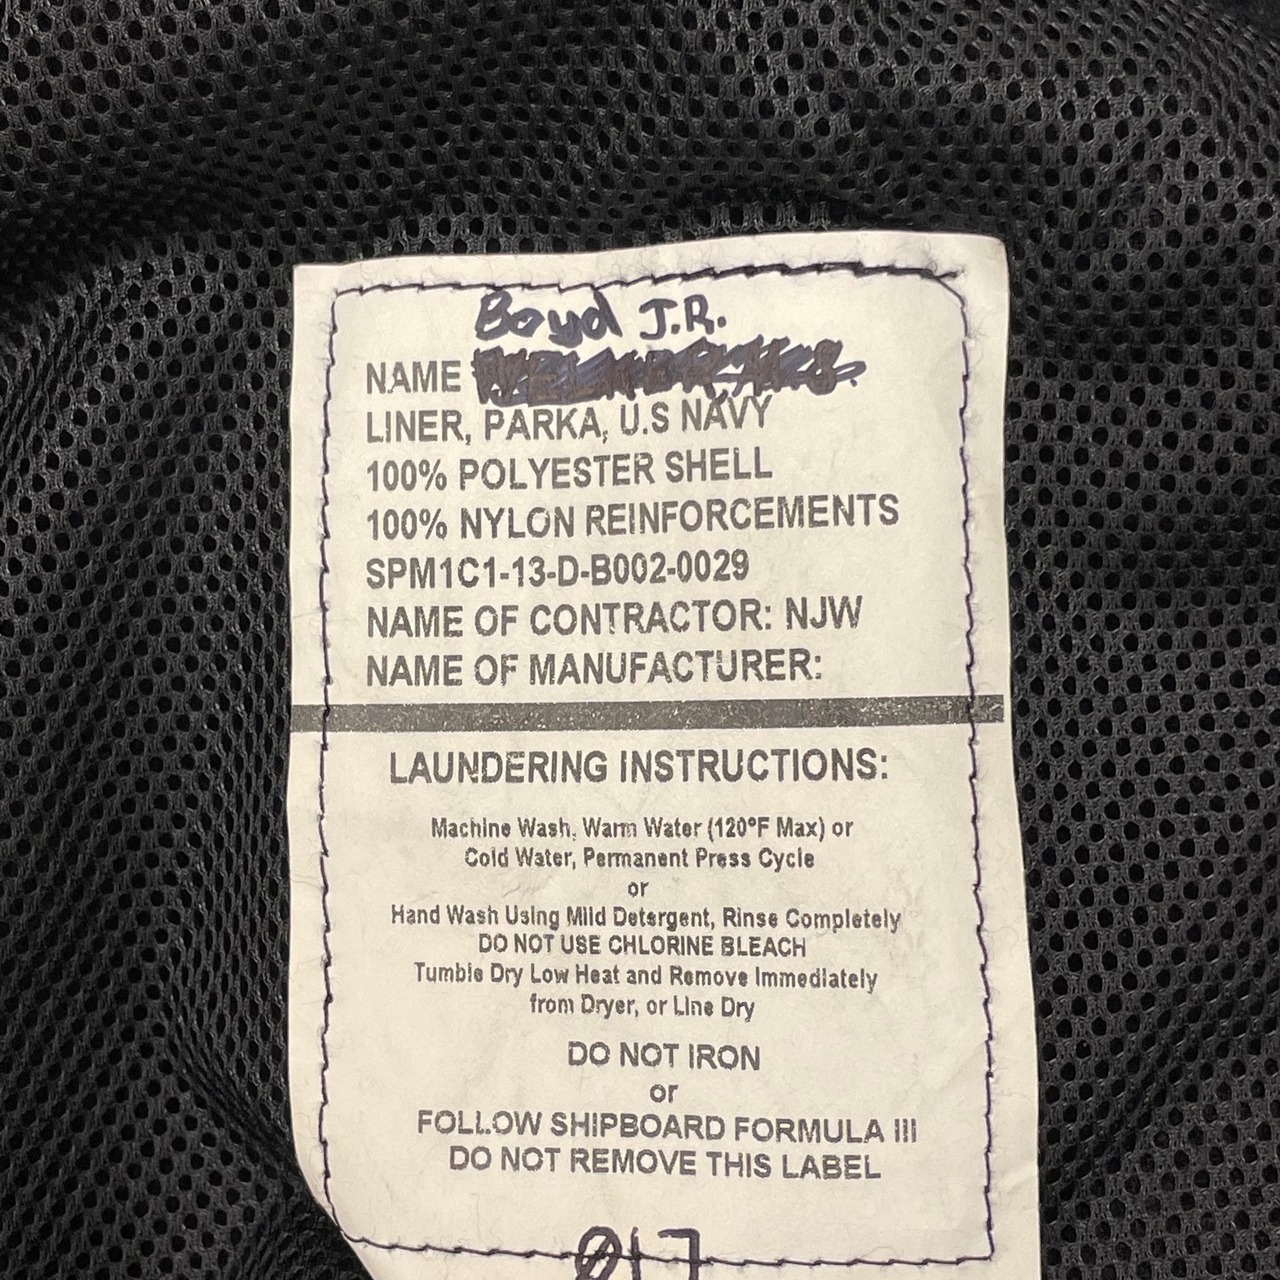 Boyd J.R.
NAME
LINER, PARKA, U.S NAVY
100% POLYESTER SHELL
100% NYLON REINFORCEMENTS
SPM1C1-13-D-B002-0029
NAME OF CONTRACTOR: NJW
NAME OF MANUFACTURER:
LAUNDERING INSTRUCTIONS:
Machine Wash, Warm Water (120°F Max) or
Cold Water, Permanent Press Cycle
or
Hand Wash Using Mild Detergent, Rinse Completely
DO NOT USE CHLORINE BLEACH
Tumble Dry Low Heat and Remove Immediately
from Dryer, or Line Dry
DO NOT IRON
or
FOLLOW SHIPBOARD FORMULA III
DO NOT REMOVE THIS LABEL
017